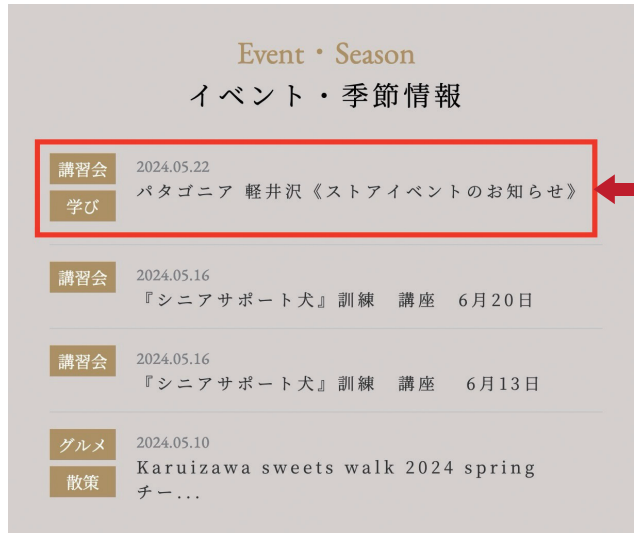 Event・Season
イベント・季節情報
講習会
学び
2024.05.22
パタゴニア 軽井沢《ストアイベントのお知らせ》
講習会
2024.05.16
『シニアサポート犬』訓練　講座　6月20日
講習会
2024.05.16
『シニアサポート犬』訓練　講座　6月13日
グルメ
散策
2024.05.10
Karuizawa sweets walk 2024 spring
チー...